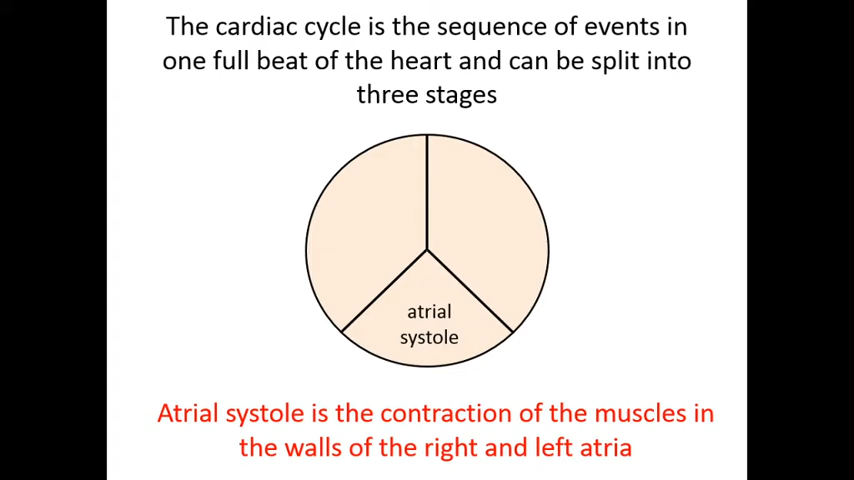 The cardiac cycle is the sequence of events in
one full beat of the heart and can be split into
three stages
atrial
systole
Atrial systole is the contraction of the muscles in
the walls of the right and left atria